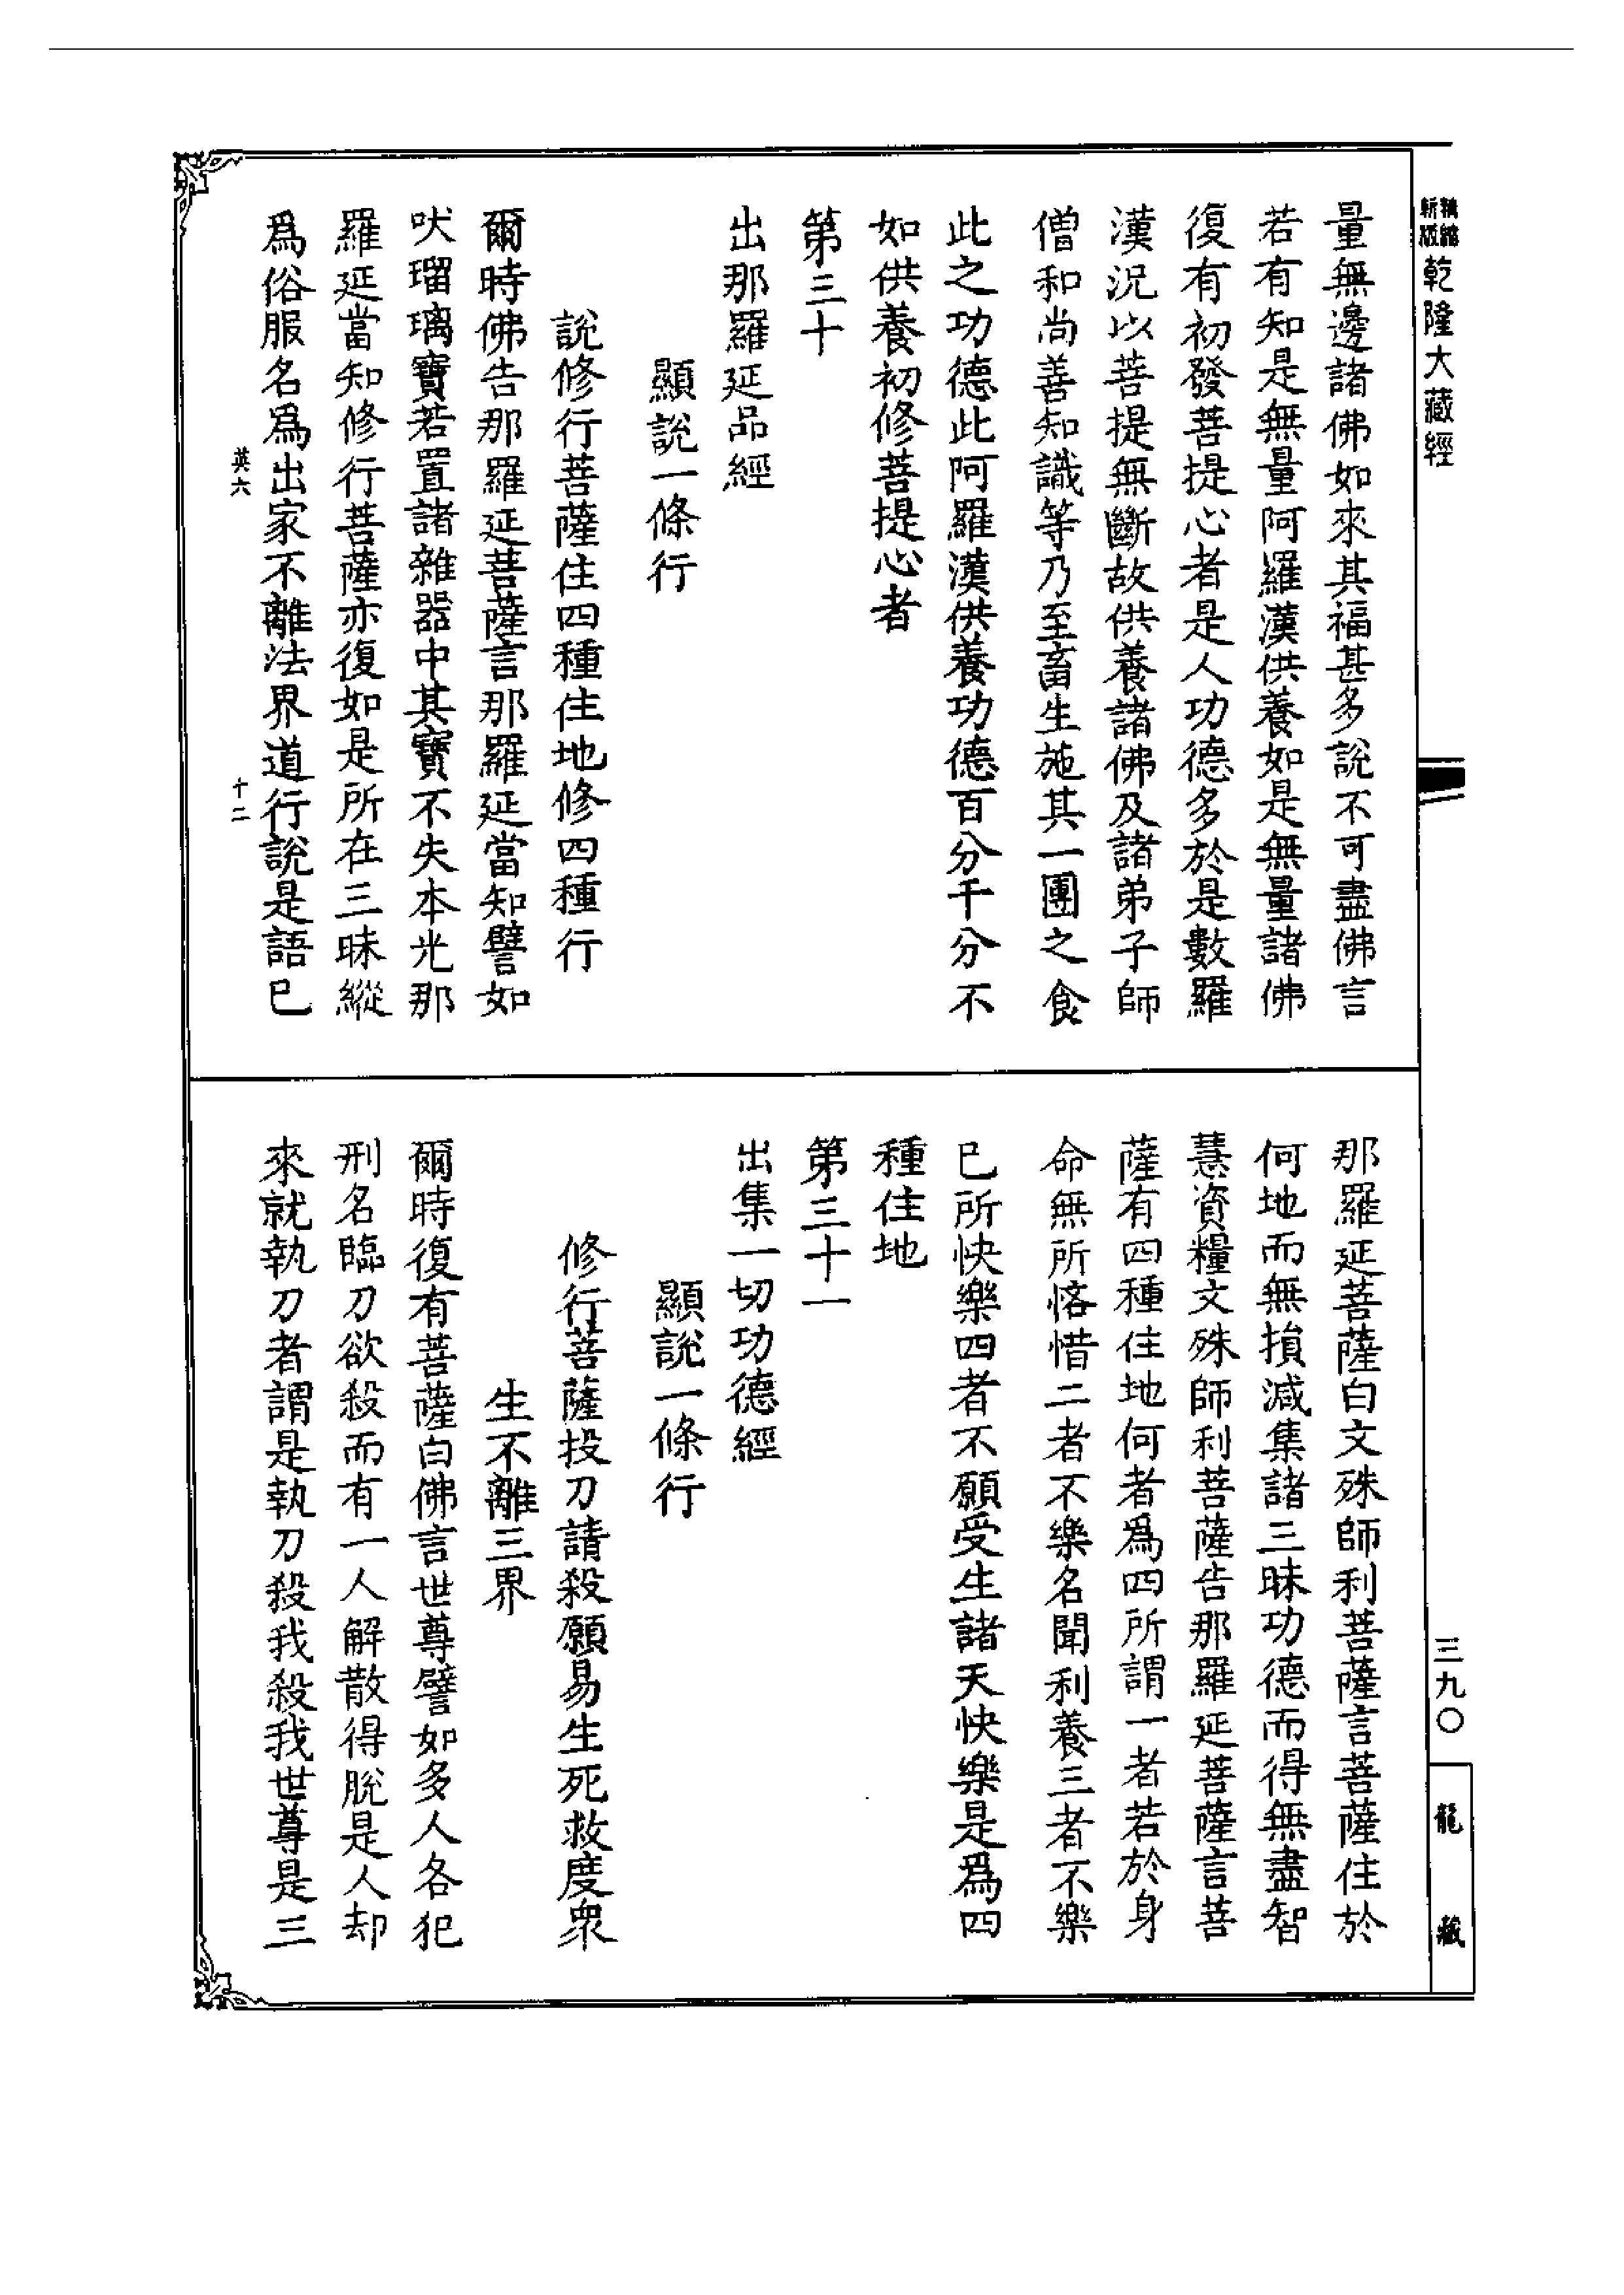 新版精縮 乾隆大藏經
三九〇
龍藏
量無邊諸佛如來其福甚多說不可盡佛言
若有知是無量阿羅漢供養如是無量諸佛
復有初發菩提心者是人功德多於是數羅
漢況以菩提無斷故供養諸佛及諸弟子師
僧和尚善知識等乃至畜生施其一團之食
此之功德此阿羅漢供養功德百分千分不
如供養初修菩提心者
第三十
出那羅延品經
顯說一條行
說修行菩薩住四種住地修四種行
爾時佛告那羅延菩薩言那羅延當知譬如
吠瑠璃寶若置諸雜器中其寶不失本光那
羅延當知修行菩薩亦復如是所在三昧縱
爲俗服名爲出家不離法界道行說是語已
英六 十二
那羅延菩薩白文殊師利菩薩言菩薩住於
何地而無損減集諸三昧功德而得無盡智
慧資糧文殊師利菩薩告那羅延菩薩言菩
薩有四種住地何者爲四所謂一者若於身
命無所悋惜二者不樂名聞利養三者不樂
已所快樂四者不願受生諸天快樂是爲四
種住地
第三十一
出集一切功德經
顯說一條行
修行菩薩投刀請殺願易生死救度衆
生不離三界
爾時復有菩薩白佛言世尊譬如多人各犯
刑名臨刀欲殺而有一人解散得脫是人却
來就執刀者謂是執刀殺我殺我世尊是三